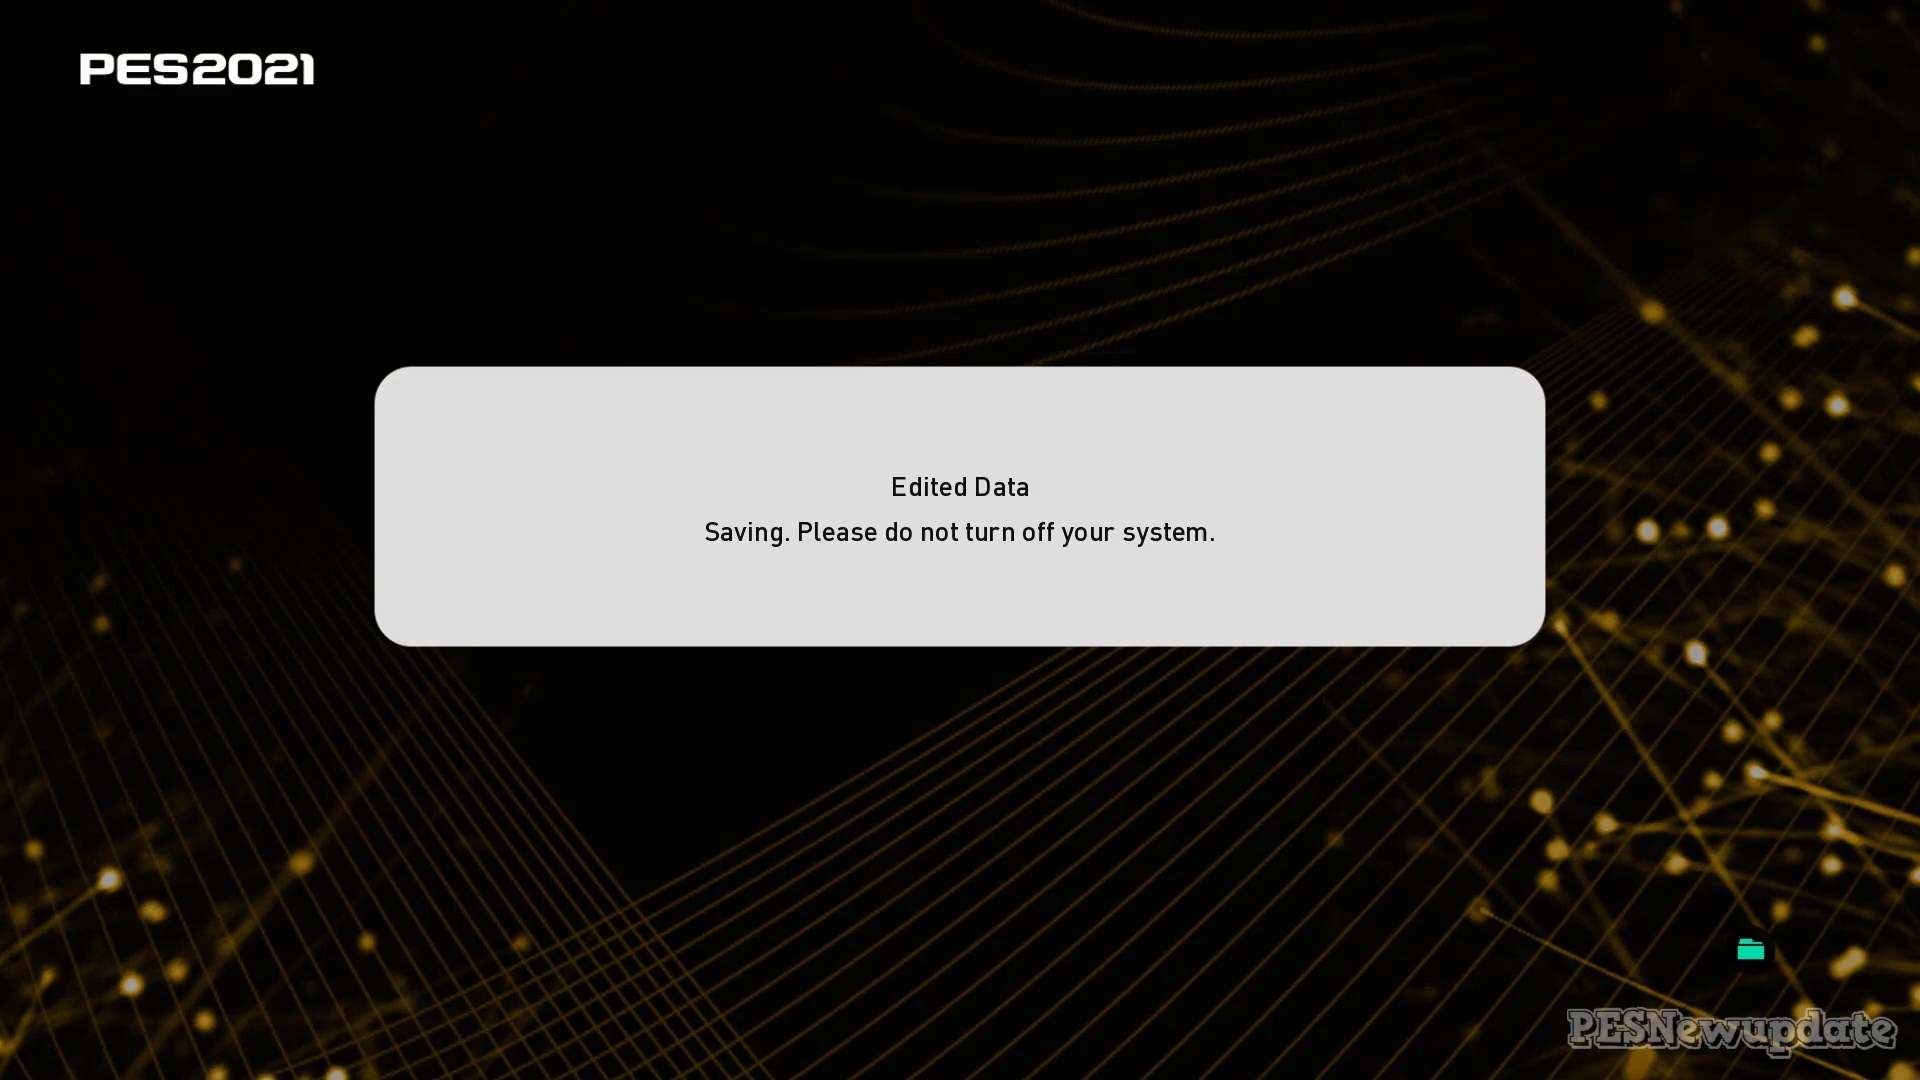 PES2021
Edited Data
Saving. Please do not turn off your system.
PESNewupdate